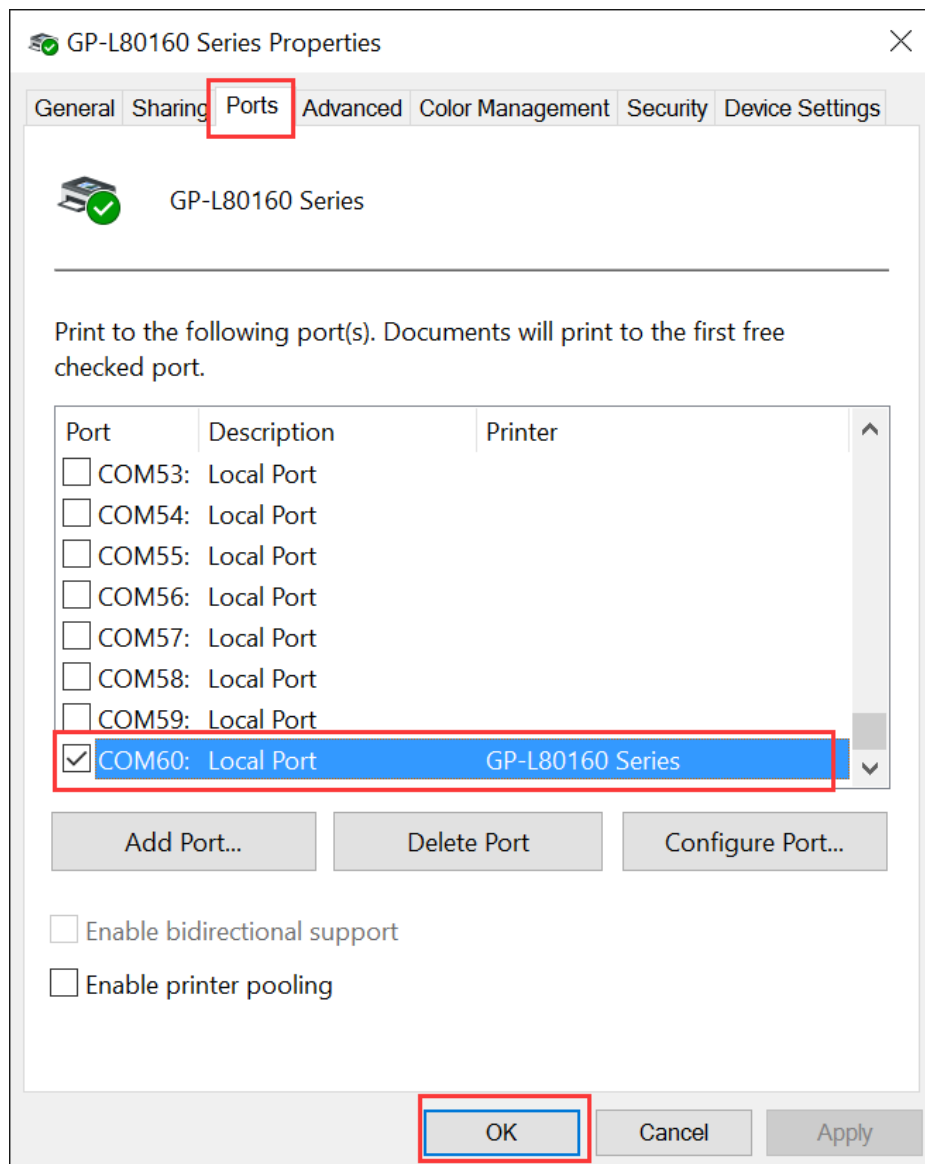 GP-L80160 Series Properties
General Sharing Ports Advanced Color Management Security Device Settings
GP-L80160 Series
Print to the following port(s). Documents will print to the first free
checked port.
Port Description Printer
COM53: Local Port
COM54: Local Port
COM55: Local Port
COM56: Local Port
COM57: Local Port
COM58: Local Port
COM59: Local Port
COM60: Local Port GP-L80160 Series
Add Port... Delete Port Configure Port...
Enable bidirectional support
Enable printer pooling
OK Cancel Apply